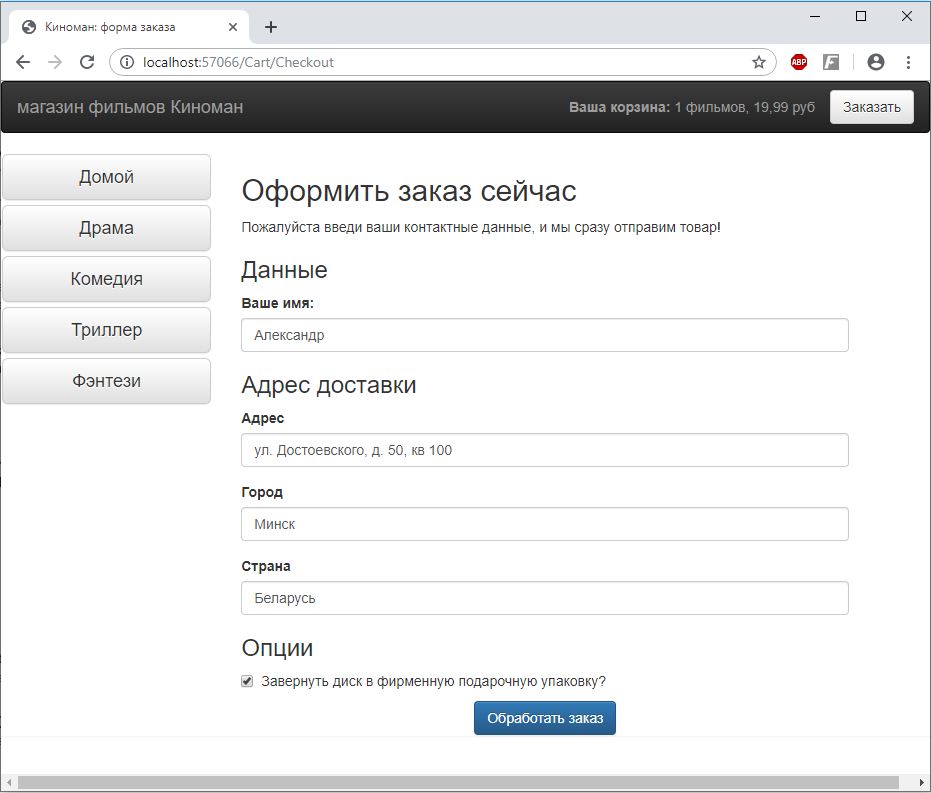 Киноман: форма заказа
localhost:57066/Cart/Checkout
ABP
F
магазин фильмов Киноман
Ваша корзина: 1 фильмов, 19,99 руб
Заказать
Домой
Драма
Комедия
Триллер
Фэнтези
Оформить заказ сейчас
Пожалуйста введи ваши контактные данные, и мы сразу отправим товар!
Данные
Ваше имя:
Александр
Адрес доставки
Адрес
ул. Достоевского, д. 50, кв 100
Город
Минск
Страна
Беларусь
Опции
Завернуть диск в фирменную подарочную упаковку?
Обработать заказ